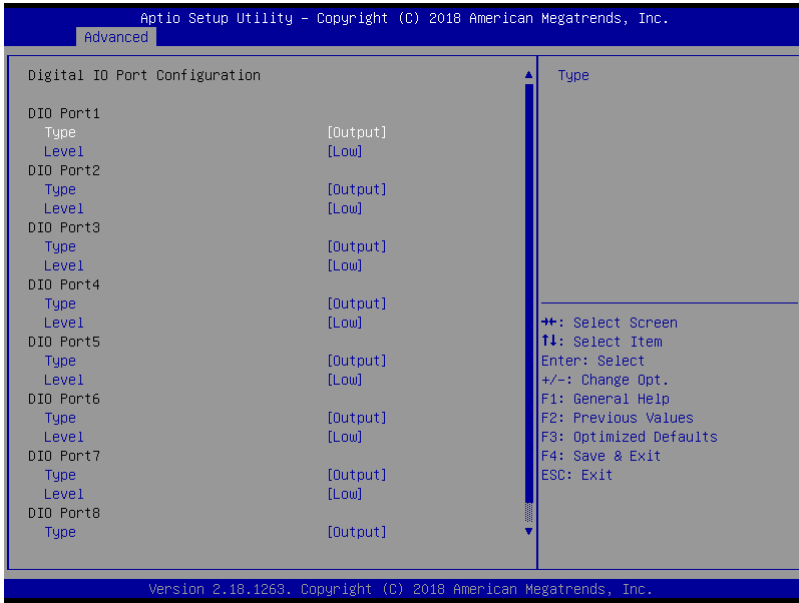 Aptio Setup Utility – Copyright (C) 2018 American Megatrends, Inc.
Advanced
Digital IO Port Configuration
DIO Port1
Type [Output]
Level [Low]
DIO Port2
Type [Output]
Level [Low]
DIO Port3
Type [Output]
Level [Low]
DIO Port4
Type [Output]
Level [Low]
DIO Port5
Type [Output]
Level [Low]
DIO Port6
Type [Output]
Level [Low]
DIO Port7
Type [Output]
Level [Low]
DIO Port8
Type [Output]
Type
→←: Select Screen
↑↓: Select Item
Enter: Select
+/-: Change Opt.
F1: General Help
F2: Previous Values
F3: Optimized Defaults
F4: Save & Exit
ESC: Exit
Version 2.18.1263. Copyright (C) 2018 American Megatrends, Inc.